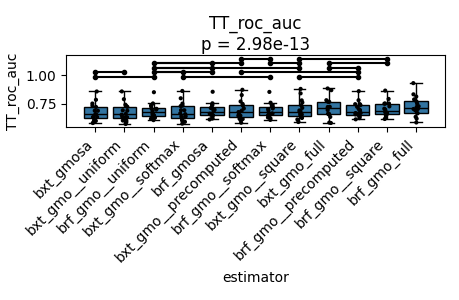 TT_roc_auc
p = 2.98e-13
TT_roc_auc
1.00
0.75
bxt_gmosa
bxt_gmo__uniform
brf_gmo__uniform
bxt_gmo__softmax
brf_gmosa
bxt_gmo__precomputed
brf_gmo__softmax
bxt_gmo__square
bxt_gmo_full
brf_gmo__precomputed
brf_gmo__square
brf_gmo_full
estimator